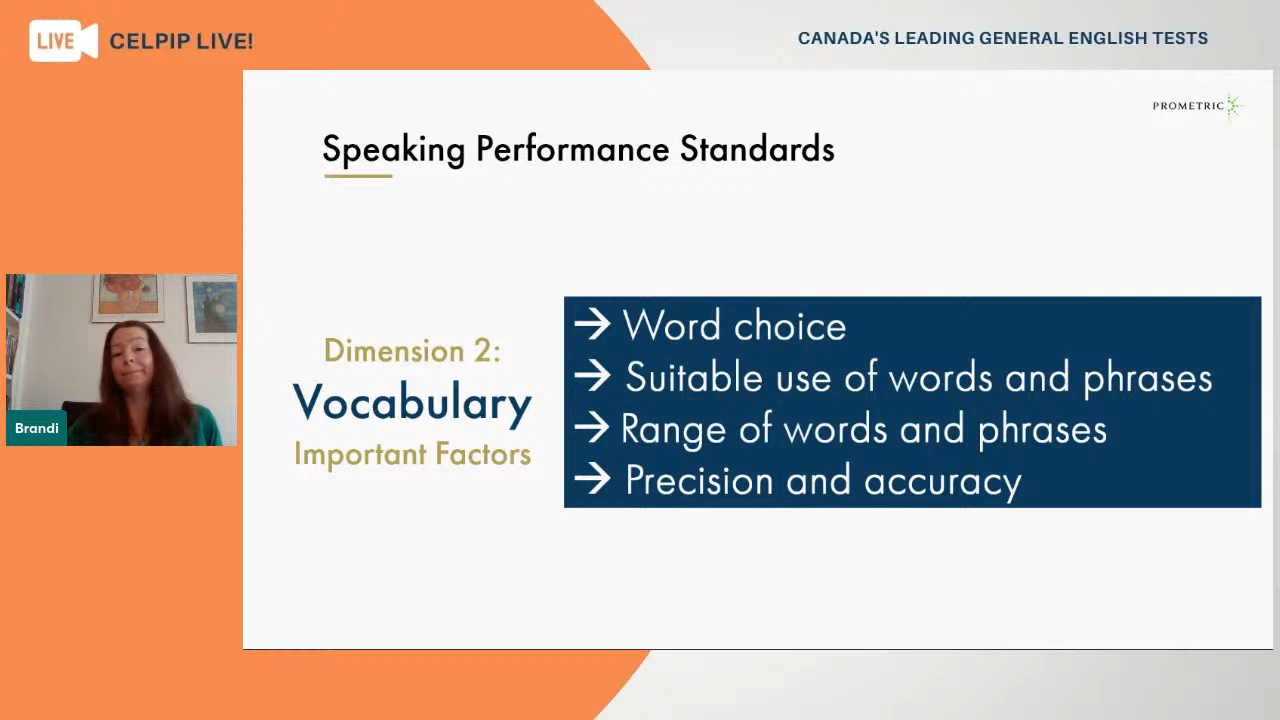 LIVE
CELPIP LIVE!
CANADA'S LEADING GENERAL ENGLISH TESTS
PROMETRIC
Speaking Performance Standards
Dimension 2:
Vocabulary
Important Factors
→ Word choice
→ Suitable use of words and phrases
→ Range of words and phrases
→ Precision and accuracy
Brandi